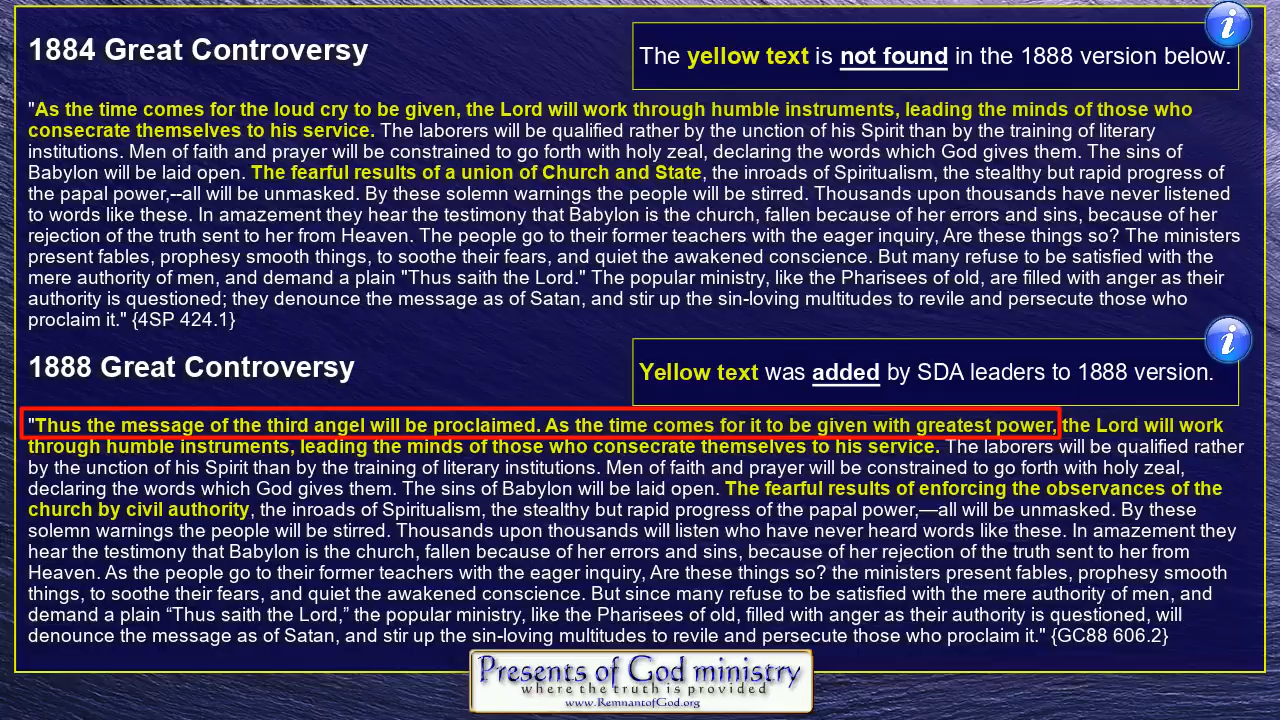 1884 Great Controversy
The yellow text is not found in the 1888 version below.
"As the time comes for the loud cry to be given, the Lord will work through humble instruments, leading the minds of those who
consecrate themselves to his service. The laborers will be qualified rather by the unction of his Spirit than by the training of literary
institutions. Men of faith and prayer will be constrained to go forth with holy zeal, declaring the words which God gives them. The sins of
Babylon will be laid open. The fearful results of a union of Church and State, the inroads of Spiritualism, the stealthy but rapid progress of
the papal power,--all will be unmasked. By these solemn warnings the people will be stirred. Thousands upon thousands have never listened
to words like these. In amazement they hear the testimony that Babylon is the church, fallen because of her errors and sins, because of her
rejection of the truth sent to her from Heaven. The people go to their former teachers with the eager inquiry, Are these things so? The ministers
present fables, prophesy smooth things, to soothe their fears, and quiet the awakened conscience. But many refuse to be satisfied with the
mere authority of men, and demand a plain "Thus saith the Lord." The popular ministry, like the Pharisees of old, are filled with anger as their
authority is questioned; they denounce the message as of Satan, and stir up the sin-loving multitudes to revile and persecute those who
proclaim it." {4SP 424.1}
1888 Great Controversy
Yellow text was added by SDA leaders to 1888 version.
"Thus the message of the third angel will be proclaimed. As the time comes for it to be given with greatest power, the Lord will work
through humble instruments, leading the minds of those who consecrate themselves to his service. The laborers will be qualified rather
by the unction of his Spirit than by the training of literary institutions. Men of faith and prayer will be constrained to go forth with holy zeal,
declaring the words which God gives them. The sins of Babylon will be laid open. The fearful results of enforcing the observances of the
church by civil authority, the inroads of Spiritualism, the stealthy but rapid progress of the papal power,—all will be unmasked. By these
solemn warnings the people will be stirred. Thousands upon thousands will listen who have never heard words like these. In amazement they
hear the testimony that Babylon is the church, fallen because of her errors and sins, because of her rejection of the truth sent to her from
Heaven. As the people go to their former teachers with the eager inquiry, Are these things so? the ministers present fables, prophesy smooth
things, to soothe their fears, and quiet the awakened conscience. But since many refuse to be satisfied with the mere authority of men, and
demand a plain “Thus saith the Lord,” the popular ministry, like the Pharisees of old, filled with anger as their authority is questioned, will
denounce the message as of Satan, and stir up the sin-loving multitudes to revile and persecute those who proclaim it." {GC88 606.2}
Presents of God ministry
where the truth is provided
www.RemnantofGod.org